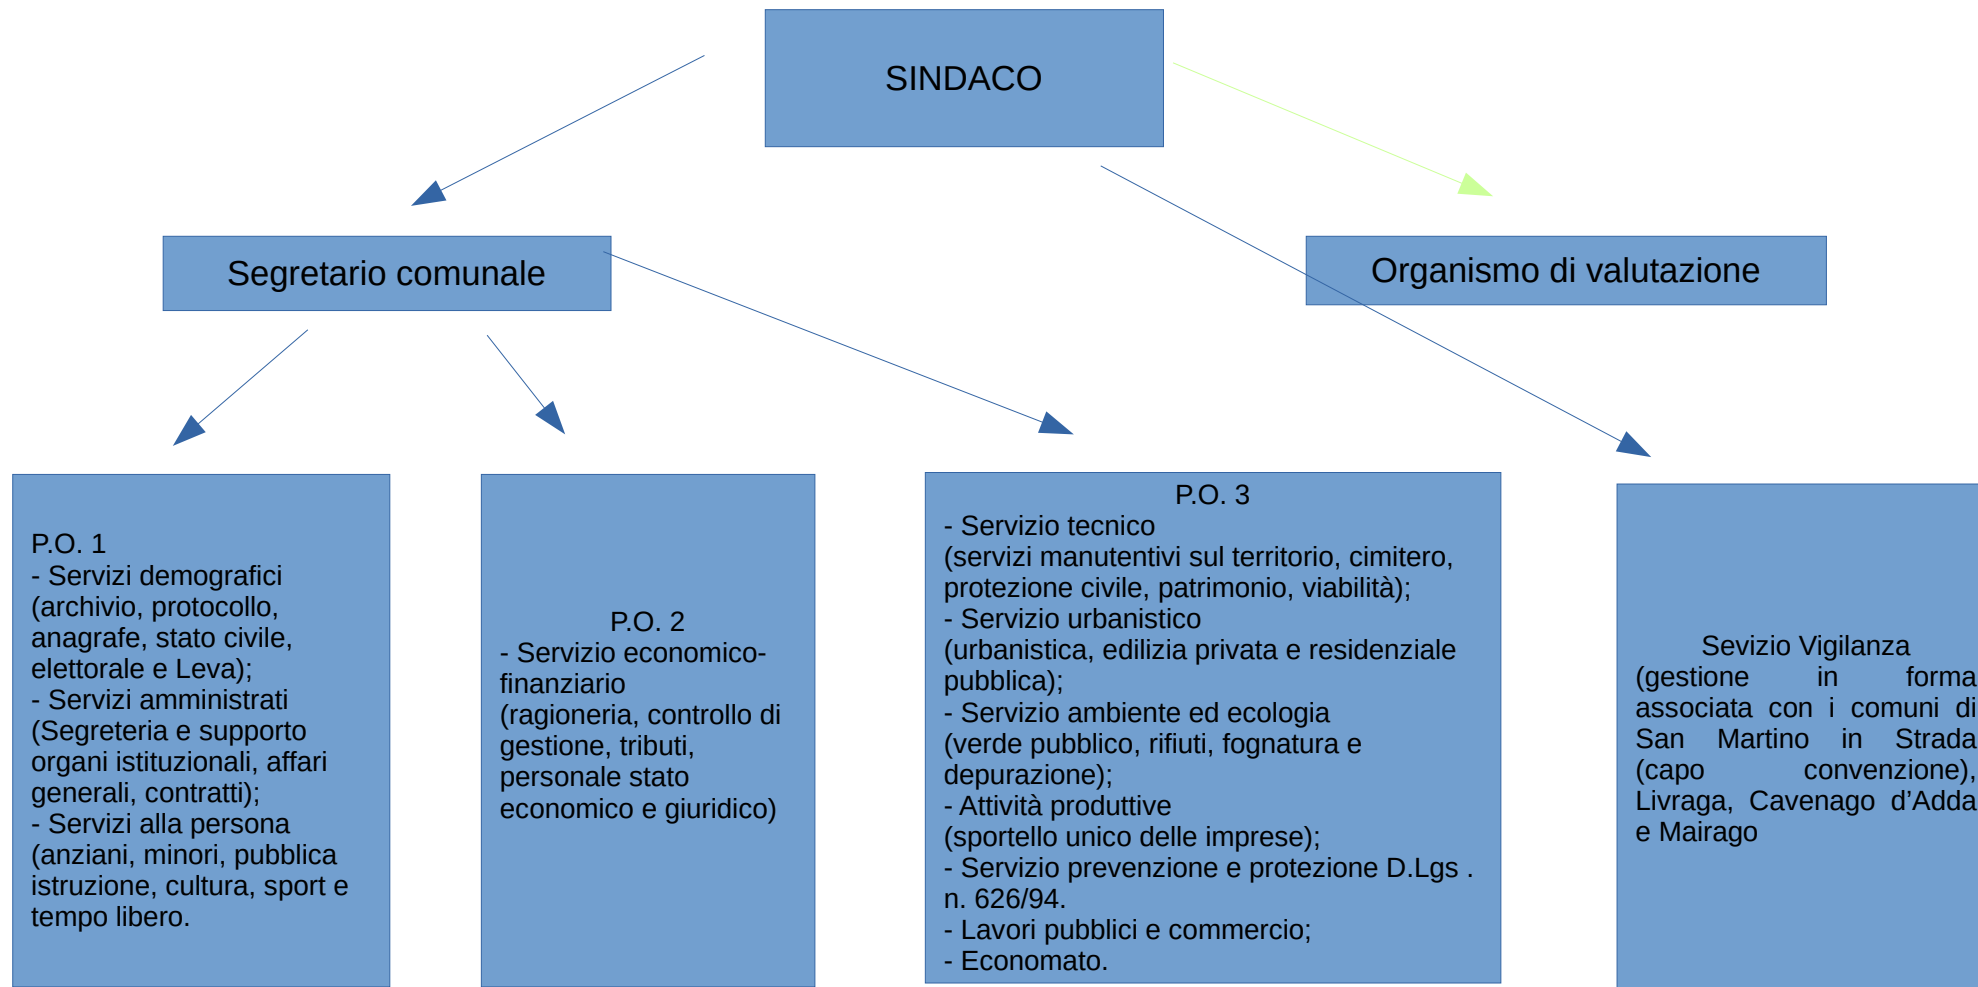 SINDACO
Segretario comunale
Organismo di valutazione
P.O. 1
- Servizi demografici
(archivio, protocollo,
anagrafe, stato civile,
elettorale e Leva);
- Servizi amministrati
(Segreteria e supporto
organi istituzionali, affari
generali, contratti);
- Servizi alla persona
(anziani, minori, pubblica
istruzione, cultura, sport e
tempo libero.
P.O. 2
- Servizio economico-
finanziario
(ragioneria, controllo di
gestione, tributi,
personale stato
economico e giuridico)
P.O. 3
- Servizio tecnico
(servizi manutentivi sul territorio, cimitero,
protezione civile, patrimonio, viabilità);
- Servizio urbanistico
(urbanistica, edilizia privata e residenziale
pubblica);
- Servizio ambiente ed ecologia
(verde pubblico, rifiuti, fognatura e
depurazione);
- Attività produttive
(sportello unico delle imprese);
- Servizio prevenzione e protezione D.Lgs .
n. 626/94.
- Lavori pubblici e commercio;
- Economato.
Sevizio Vigilanza
(gestione in forma
associata con i comuni di
San Martino in Strada
(capo convenzione),
Livraga, Cavenago d’Adda
e Mairago